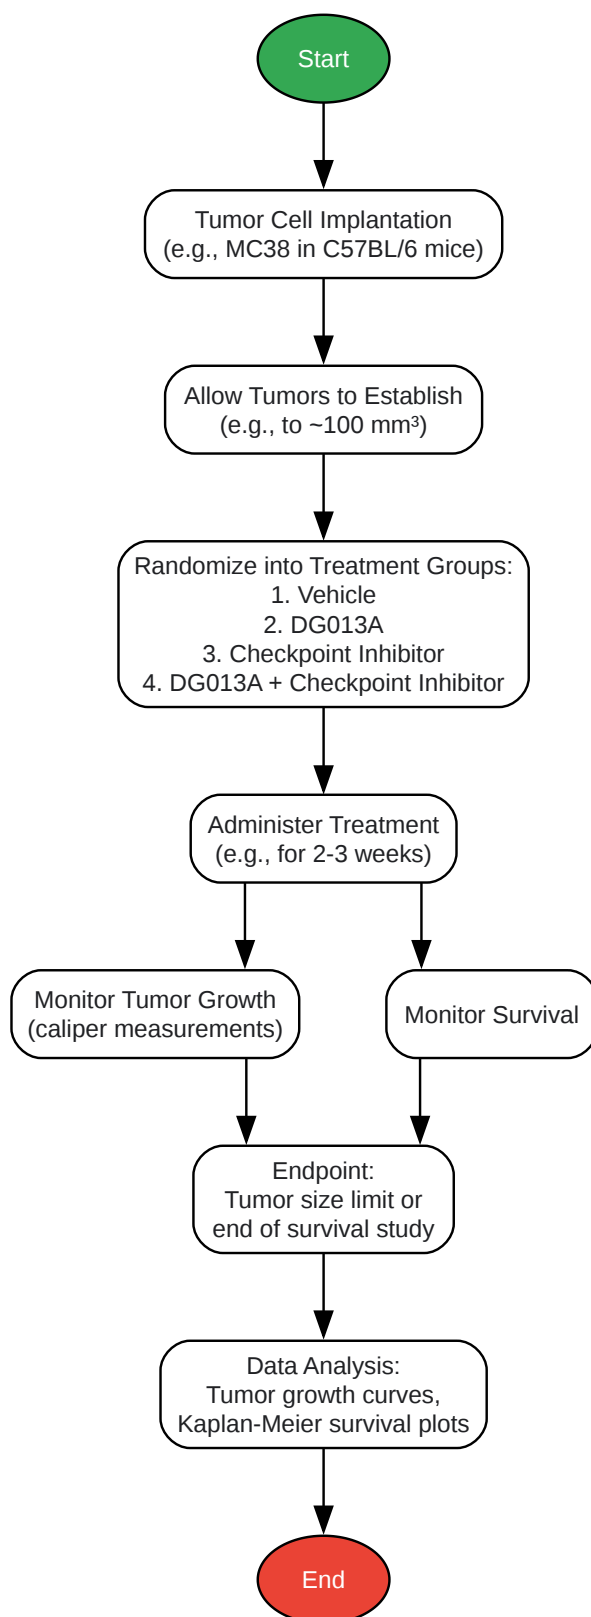 Start
Tumor Cell Implantation
(e.g., MC38 in C57BL/6 mice)
Allow Tumors to Establish
(e.g., to ~100 mm³)
Randomize into Treatment Groups:
1. Vehicle
2. DG013A
3. Checkpoint Inhibitor
4. DG013A + Checkpoint Inhibitor
Administer Treatment
(e.g., for 2-3 weeks)
Monitor Tumor Growth
(caliper measurements)
Monitor Survival
Endpoint:
Tumor size limit or
end of survival study
Data Analysis:
Tumor growth curves,
Kaplan-Meier survival plots
End